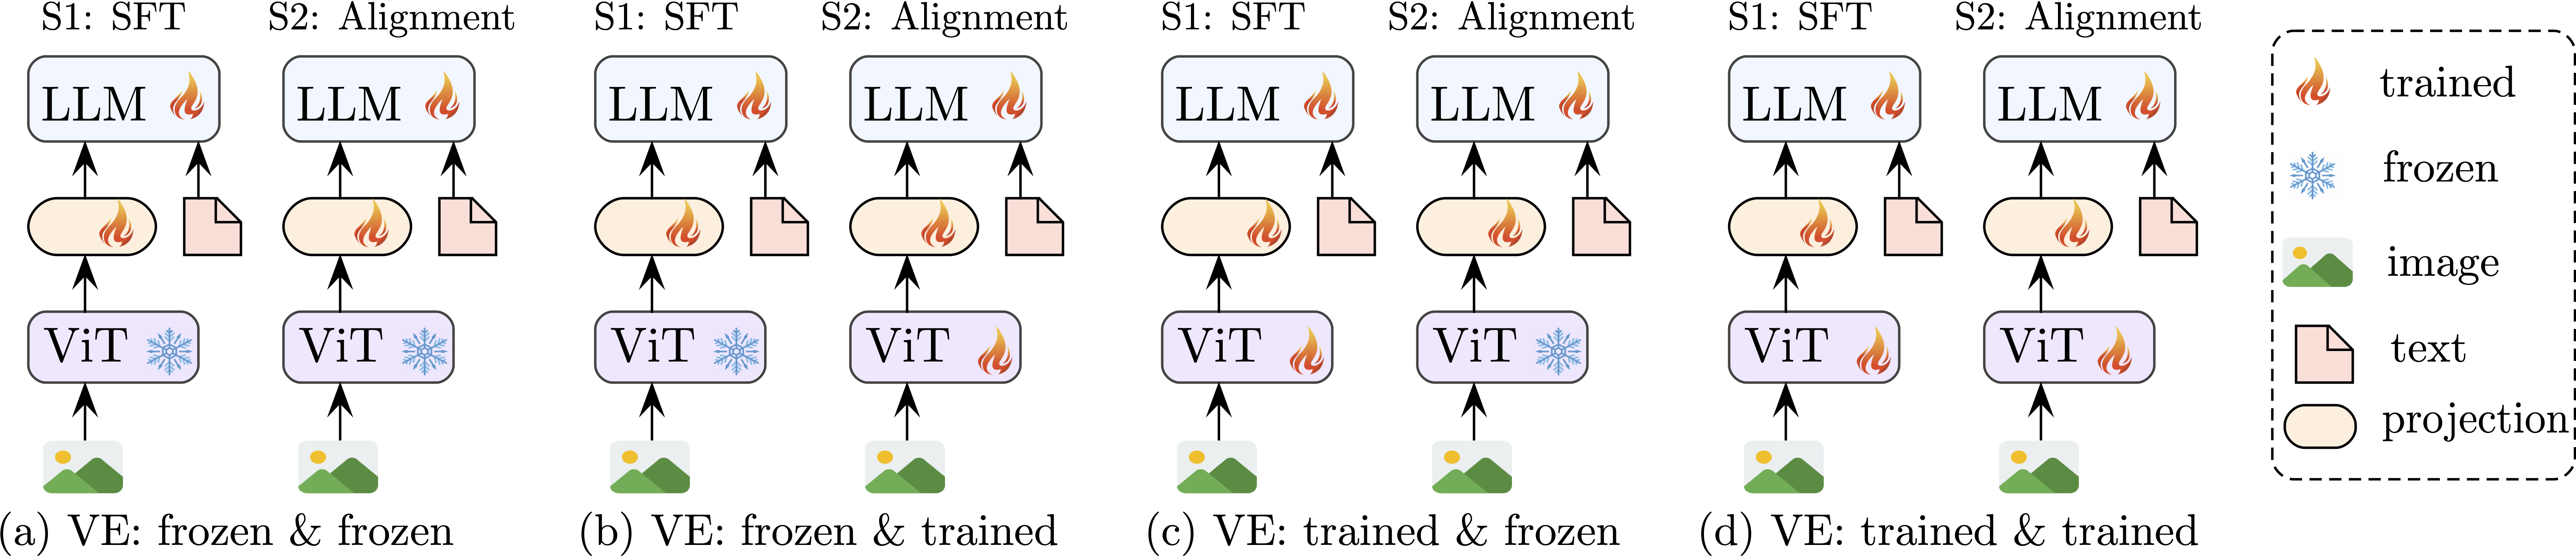 S1: SFT
S2: Alignment
LLM
LLM
ViT
ViT
(a) VE: frozen & frozen
S1: SFT
S2: Alignment
LLM
LLM
ViT
ViT
(b) VE: frozen & trained
S1: SFT
S2: Alignment
LLM
LLM
ViT
ViT
(c) VE: trained & frozen
S1: SFT
S2: Alignment
LLM
LLM
ViT
ViT
(d) VE: trained & trained
trained
frozen
image
text
projection